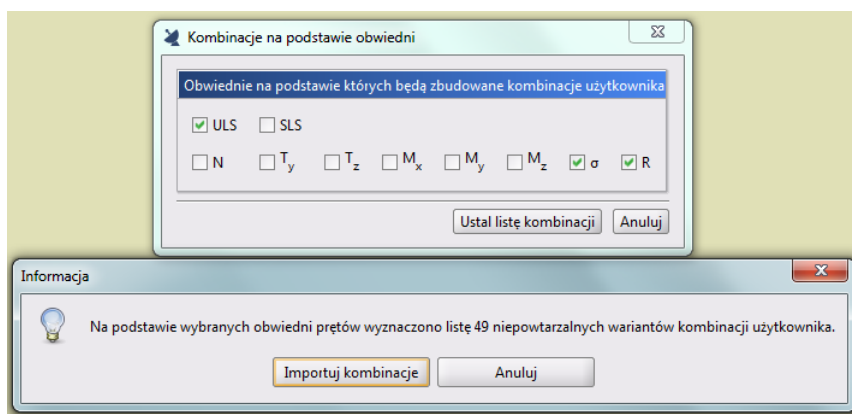 Kombinacje na podstawie obwiedni
Obwiednie na podstawie których będą zbudowane kombinacje użytkownika
ULS SLS
N Ty Tz Mx My Mz σ R
Ustal listę kombinacji Anuluj
Informacja
Na podstawie wybranych obwiedni prętów wyznaczono listę 49 niepowtarzalnych wariantów kombinacji użytkownika.
Importuj kombinacje Anuluj